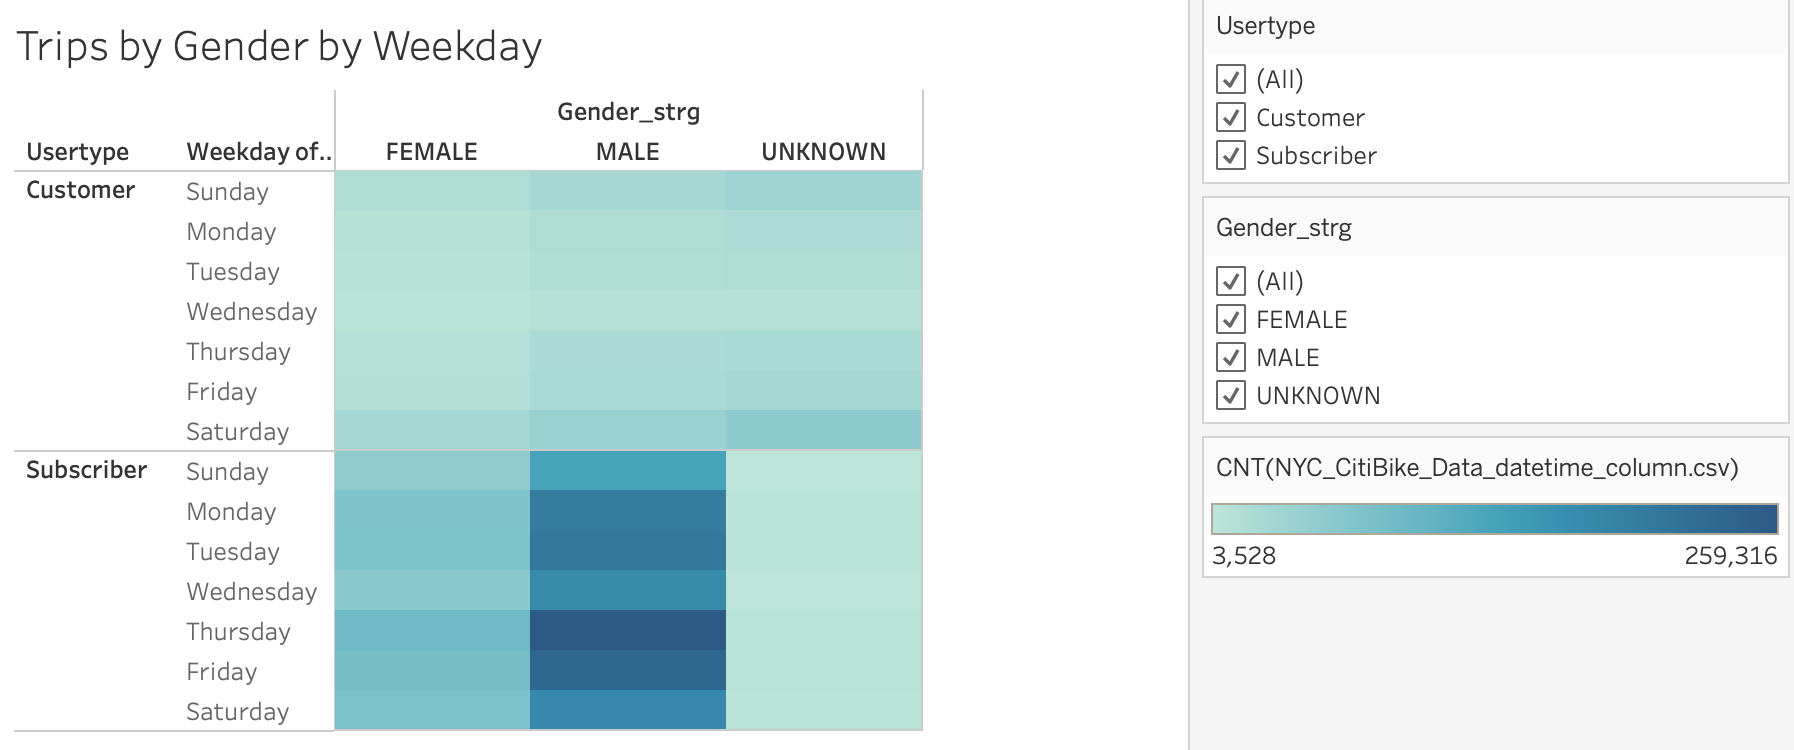 Trips by Gender by Weekday
Gender_strg
Usertype Weekday of.. FEMALE MALE UNKNOWN
Customer Sunday
Monday
Tuesday
Wednesday
Thursday
Friday
Saturday
Subscriber Sunday
Monday
Tuesday
Wednesday
Thursday
Friday
Saturday
Usertype
(All)
Customer
Subscriber
Gender_strg
(All)
FEMALE
MALE
UNKNOWN
CNT(NYC_CitiBike_Data_datetime_column.csv)
3,528 259,316